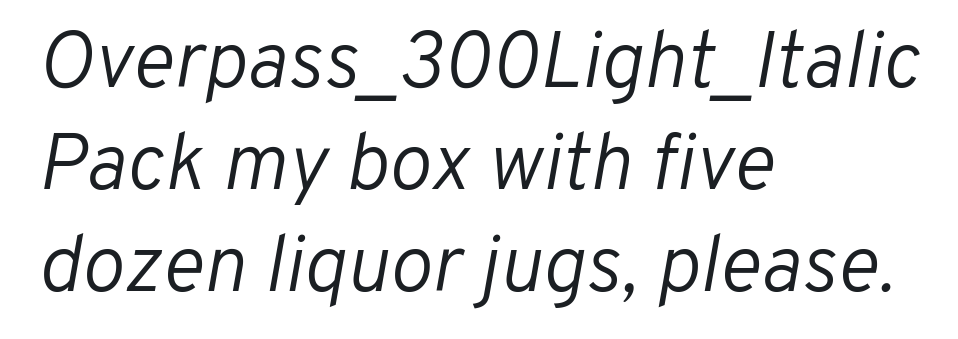 Overpass_300Light_Italic
Pack my box with five
dozen liquor jugs, please.